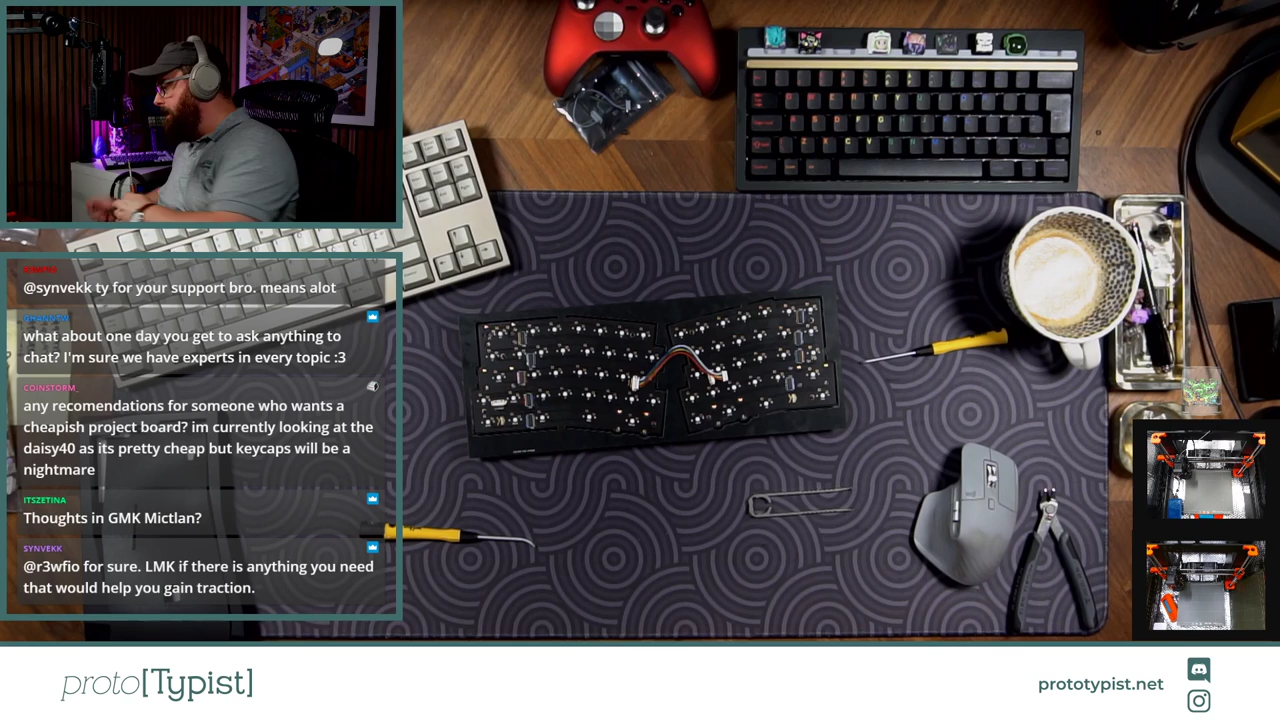 @synvekk ty for your support bro. means alot
what about one day you get to ask anything to
chat? I'm sure we have experts in every topic :3
COINSTORM_
any recomendations for someone who wants a
cheapish project board? im currently looking at the
daisy40 as its pretty cheap but keycaps will be a
nightmare
ITSZETINA
Thoughts in GMK Mictlan?
SYNVEKK
@r3wfio for sure. LMK if there is anything you need
that would help you gain traction.
proto[Typist]
prototypist.net